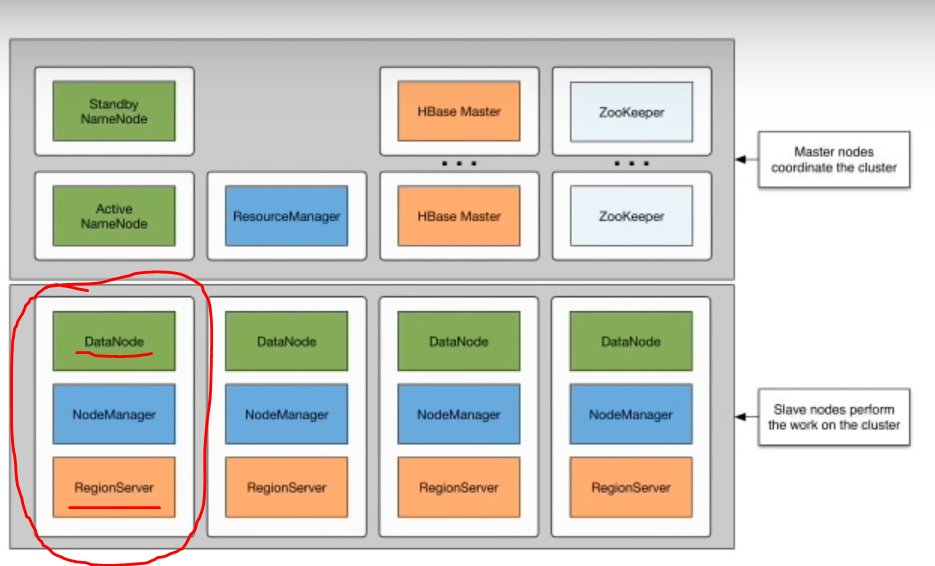 Standby
NameNode
HBase Master
ZooKeeper
Master nodes
coordinate the cluster
Active
NameNode
ResourceManager
HBase Master
ZooKeeper
DataNode
DataNode
DataNode
DataNode
NodeManager
NodeManager
NodeManager
NodeManager
Slave nodes perform
the work on the cluster
RegionServer
RegionServer
RegionServer
RegionServer